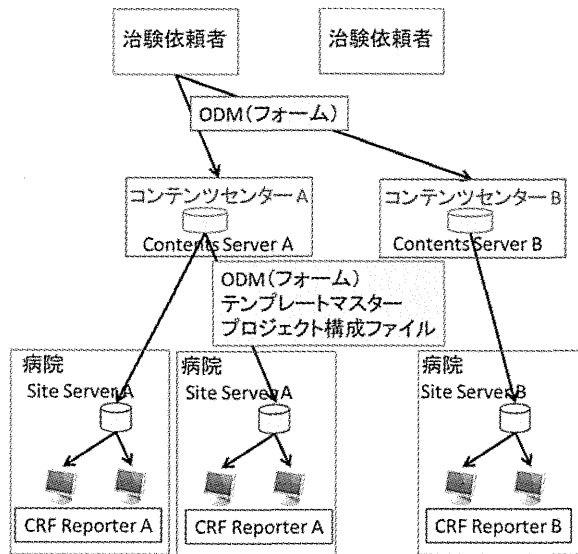 治験依頼者
治験依頼者
ODM(フォーム)
コンテンツセンターA
Contents Server A
コンテンツセンターB
Contents Server B
ODM(フォーム)
テンプレートマスター
プロジェクト構成ファイル
病院
Site Server A
CRF Reporter A
病院
Site Server A
CRF Reporter A
病院
Site Server B
CRF Reporter B